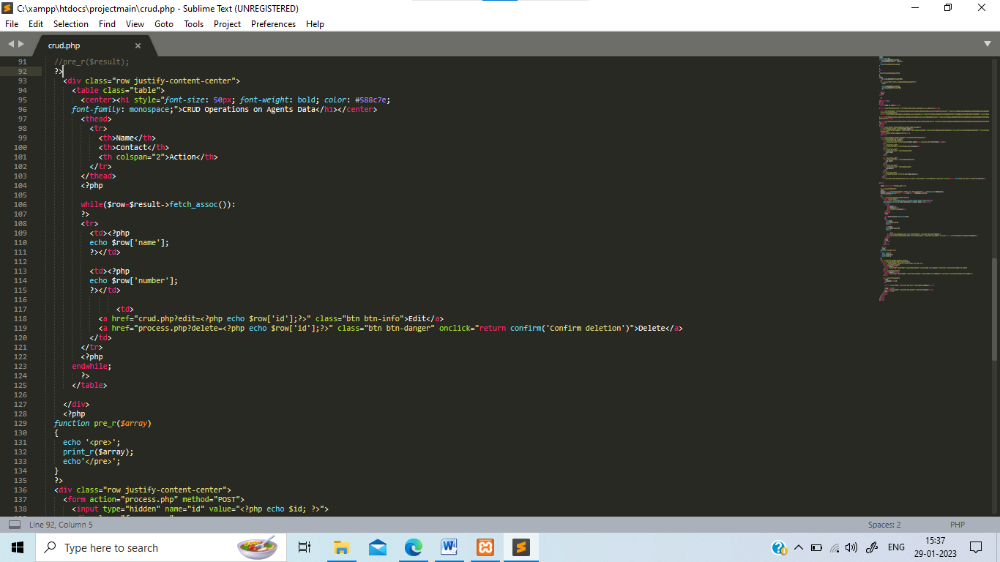 C:\xampp\htdocs\projectmain\crud.php - Sublime Text (UNREGISTERED)
File Edit Selection Find View Goto Tools Project Preferences Help
crud.php
91 //pre_r($result);
92 ?>
93 <div class="row justify-content-center">
94 <table class="table">
95 <center><h1 style="font-size: 50px; font-weight: bold; color: #588c7e;
96 font-family: monospace;">CRUD Operations on Agents Data</h1></center>
97 <thead>
98 <tr>
99 <th>Name</th>
100 <th>Contact</th>
101 <th colspan="2">Action</th>
102 </tr>
103 </thead>
104 <?php
105
106 while($row=$result->fetch_assoc()):
107 ?>
108 <tr>
109 <td><?php
110 echo $row['name'];
111 ?></td>
112
113 <td><?php
114 echo $row['number'];
115 ?></td>
116
117 <td>
118 <a href="crud.php?edit=<?php echo $row['id'];?>" class="btn btn-info">Edit</a>
119 <a href="process.php?delete=<?php echo $row['id'];?>" class="btn btn-danger" onclick="return confirm('Confirm deletion')">Delete</a>
120 </td>
121 </tr>
122 <?php
123 endwhile;
124 ?>
125 </table>
126
127 </div>
128 <?php
129 function pre_r($array)
130 {
131 echo '<pre>';
132 print_r($array);
133 echo'</pre>';
134 }
135 ?>
136 <div class="row justify-content-center">
137 <form action="process.php" method="POST">
138 <input type="hidden" name="id" value="<?php echo $id; ?>">
Line 92, Column 5
Spaces: 2
PHP
Type here to search
ENG
15:37
29-01-2023